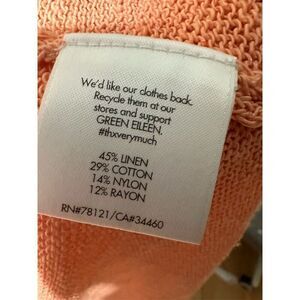 We'd like our clothes back.
Recycle them at our
stores and support
GREEN EILEEN.
#thxverymuch
45% LINEN
29% COTTON
14% NYLON
12% RAYON
RN#78121/CA#34460